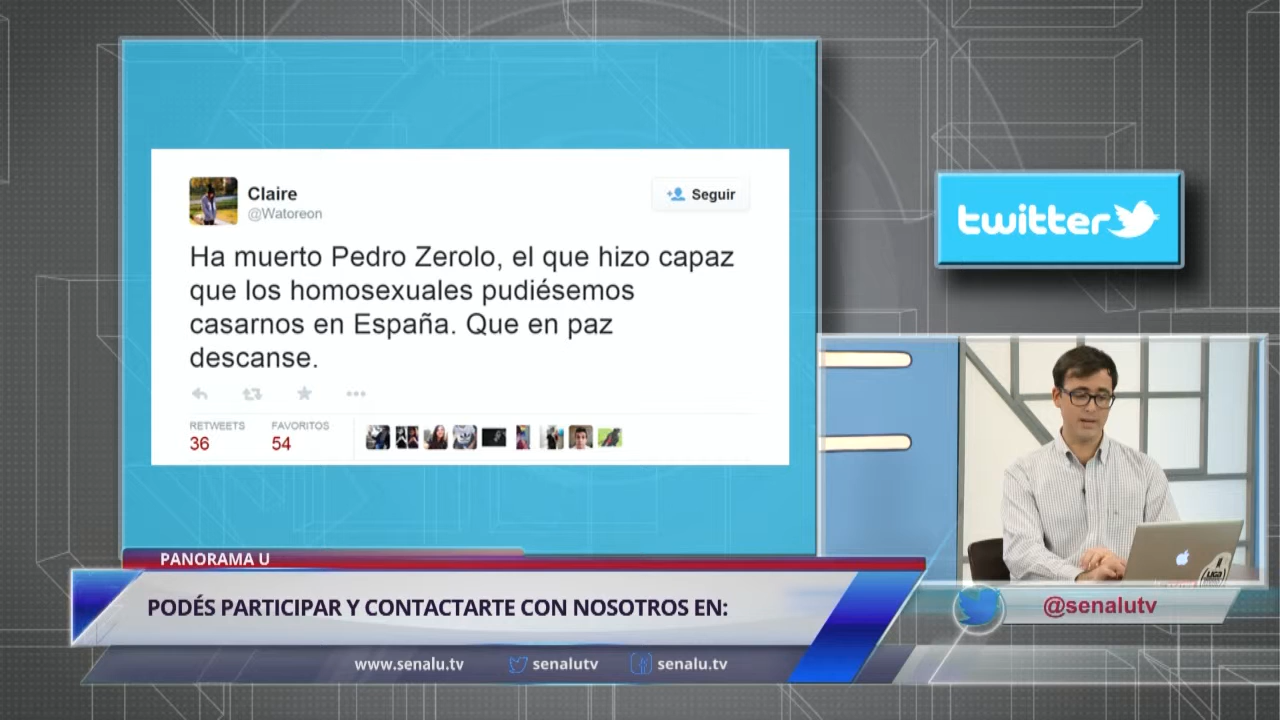 Claire
@Watoreon
Seguir
Ha muerto Pedro Zerolo, el que hizo capaz
que los homosexuales pudiésemos
casarnos en España. Que en paz
descanse.
RETWEETS
FAVORITOS
36
54
twitter
LIGA
@senalutv
PANORAMA U
PODÉS PARTICIPAR Y CONTACTARTE CON NOSOTROS EN:
www.senalu.tv
senalutv
senalu.tv